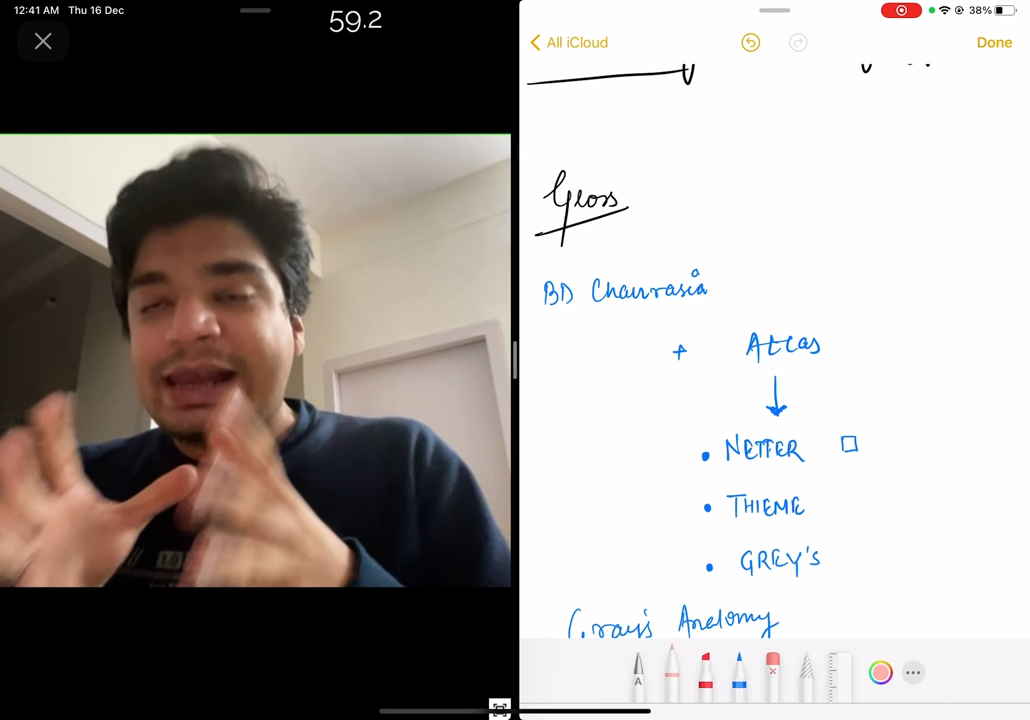 12:41 AM Thu 16 Dec
59.2
38%
All iCloud
Done
Gross
BD Chaurasia
+ Atlas
NETTER
THIEME
GREY'S
Gray's Anatomy
A